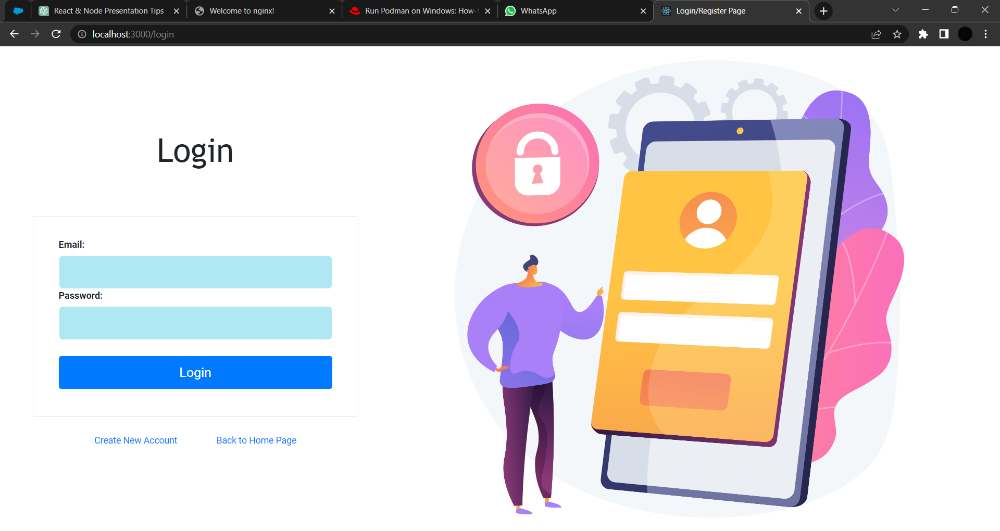 React & Node Presentation Tips
Welcome to nginx!
Run Podman on Windows: How-
WhatsApp
Login/Register Page
localhost:3000/login
Login
Email:
Password:
Login
Create New Account
Back to Home Page